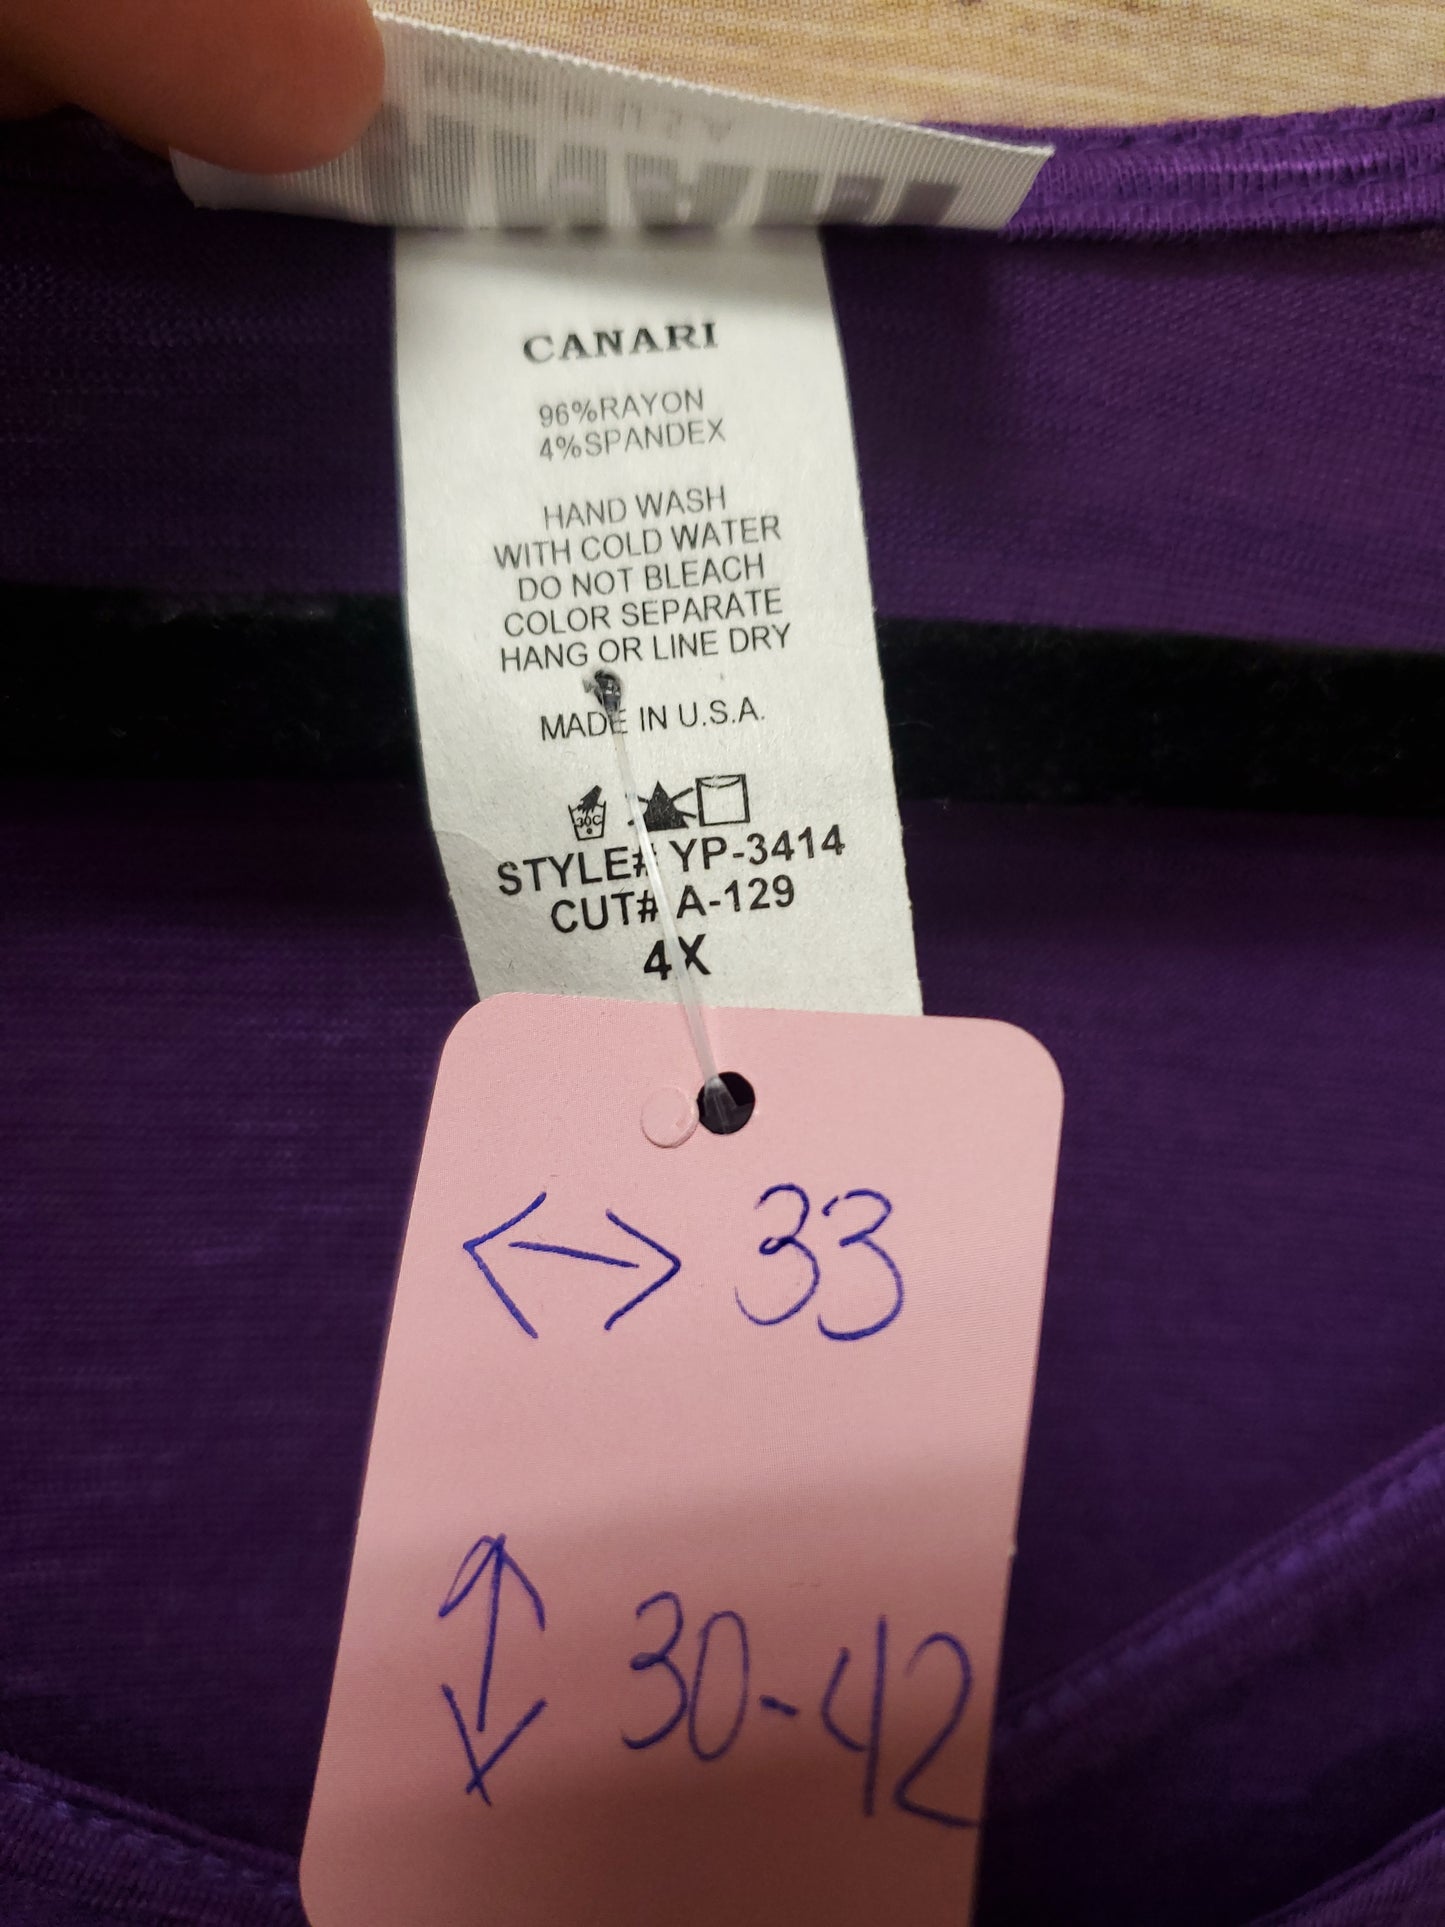 CANARI
96%RAYON
4%SPANDEX
HAND WASH
WITH COLD WATER
DO NOT BLEACH
COLOR SEPARATE
HANG OR LINE DRY
MADE IN U.S.A.
30C
STYLE# YP-3414
CUT# A-129
4X
<-> 33
30-42